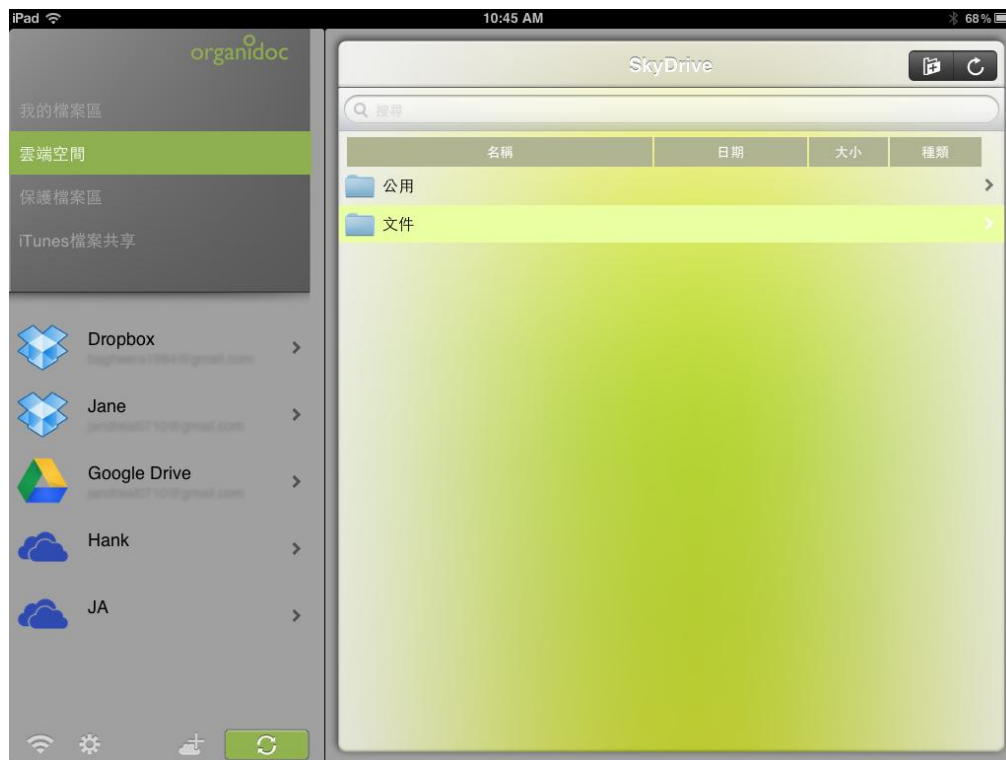 iPad 10:45 AM 68%
organidoc
我的檔案區
雲端空間
保護檔案區
iTunes檔案共享
Dropbox
Jane
Google Drive
Hank
JA
SkyDrive
搜尋
名稱 日期 大小 種類
公用
文件